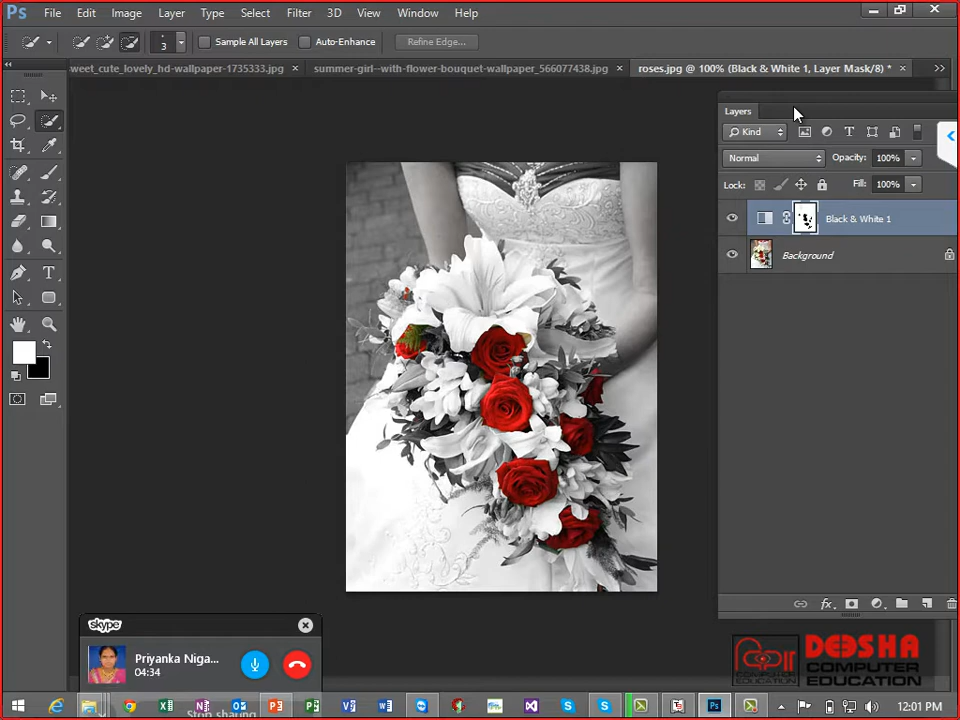 Ps File Edit Image Layer Type Select Filter 3D View Window Help
3 Sample All Layers Auto-Enhance Refine Edge...
weet_cute_lovely_hd-wallpaper-1735333.jpg × summer-girl--with-flower-bouquet-wallpaper_566077438.jpg × roses.jpg @ 100% (Black & White 1, Layer Mask/8) * ×
Layers
Kind
Normal Opacity: 100%
Lock: Fill: 100%
Black & White 1
Background
fx
skype
Priyanka Niga...
04:34
DEOSHA
COMPUTER
EDUCATION
Stop sharing
12:01 PM